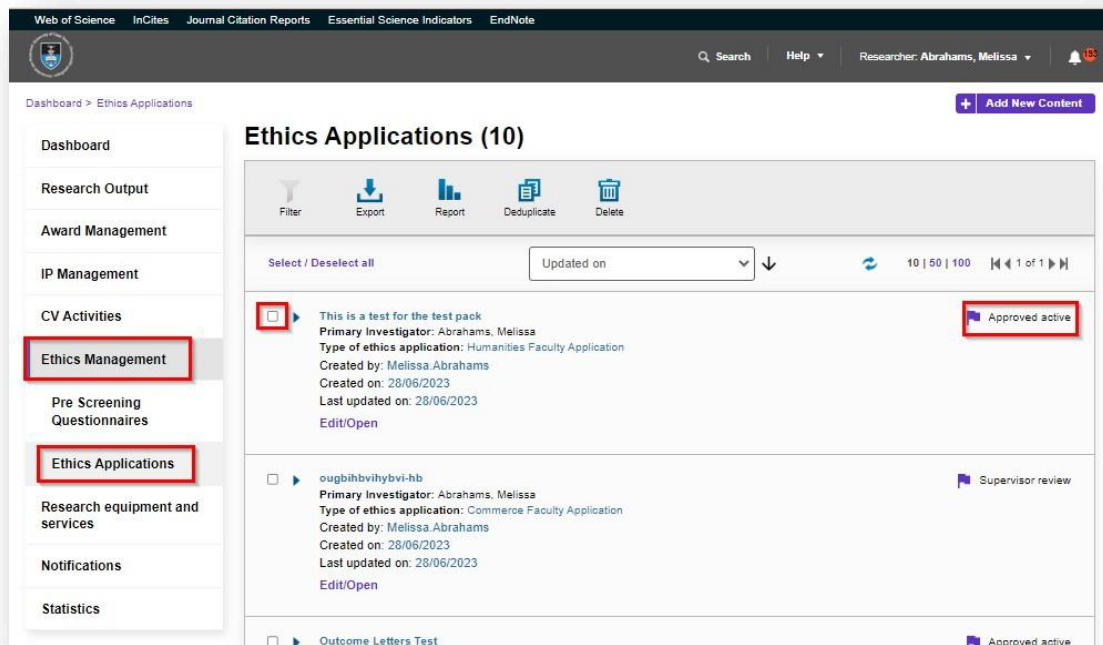 Web of Science InCites Journal Citation Reports Essential Science Indicators EndNote
Search Help Researcher: Abrahams, Melissa
Dashboard > Ethics Applications
+ Add New Content
Dashboard
Research Output
Award Management
IP Management
CV Activities
Ethics Management
Pre Screening
Questionnaires
Ethics Applications
Research equipment and
services
Notifications
Statistics
Ethics Applications (10)
Filter Export Report Deduplicate Delete
Select / Deselect all Updated on 10 | 50 | 100 1 of 1
This is a test for the test pack Approved active
Primary Investigator: Abrahams, Melissa
Type of ethics application: Humanities Faculty Application
Created by: Melissa.Abrahams
Created on: 28/06/2023
Last updated on: 28/06/2023
Edit/Open
ougbihbvihybvi-hb Supervisor review
Primary Investigator: Abrahams, Melissa
Type of ethics application: Commerce Faculty Application
Created by: Melissa.Abrahams
Created on: 28/06/2023
Last updated on: 28/06/2023
Edit/Open
Outcome Letters Test Approved active